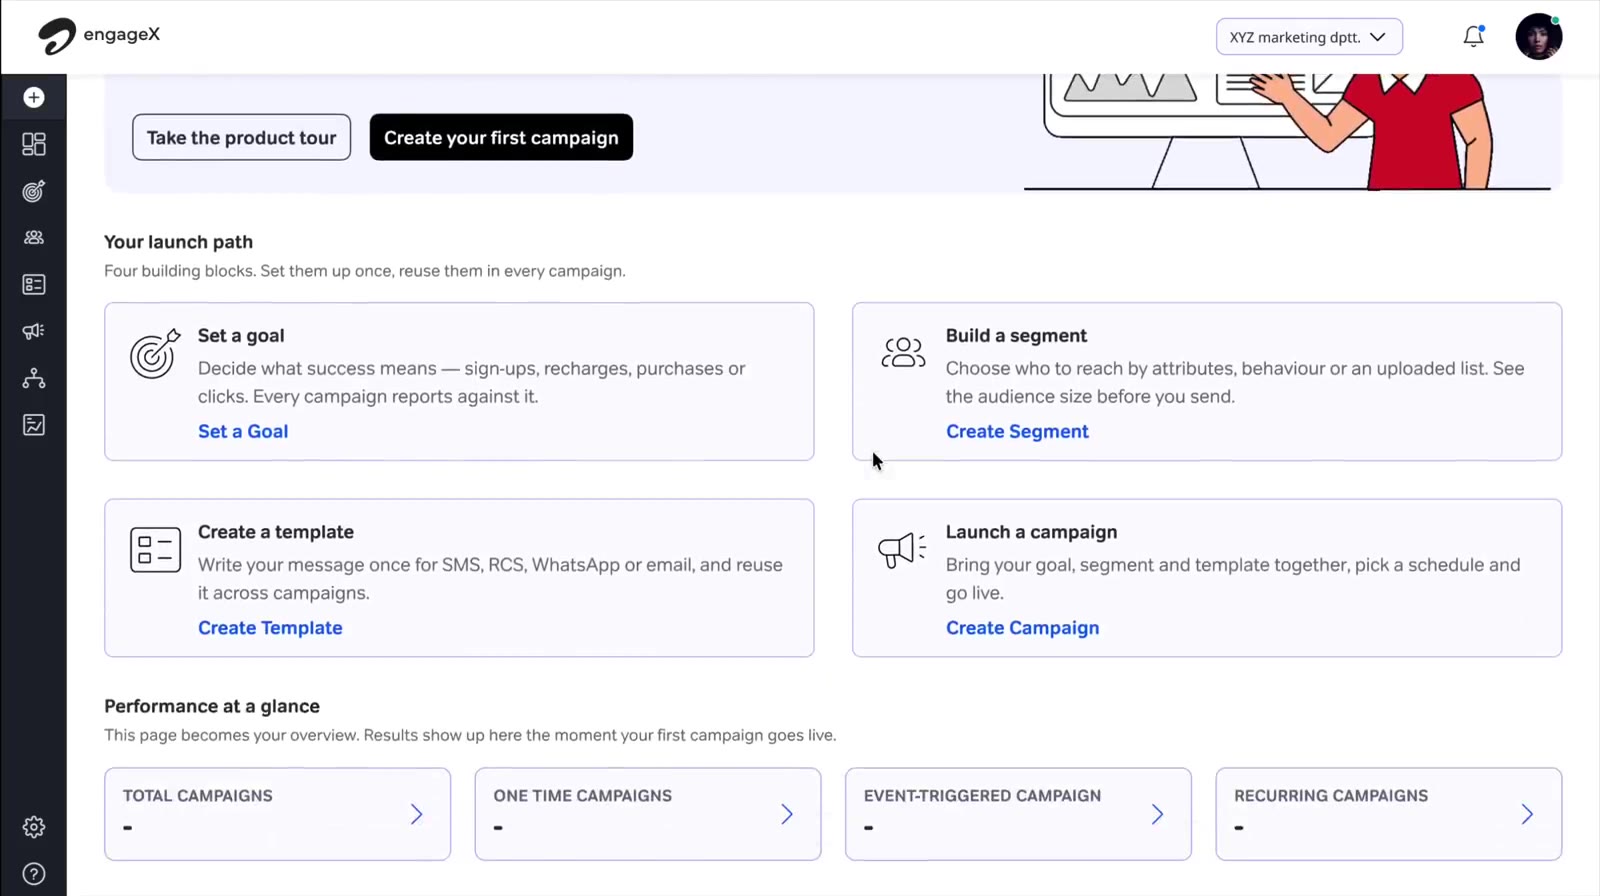 engageX
XYZ marketing dptt.
Take the product tour
Create your first campaign
Your launch path
Four building blocks. Set them up once, reuse them in every campaign.
Set a goal
Decide what success means — sign-ups, recharges, purchases or
clicks. Every campaign reports against it.
Set a Goal
Build a segment
Choose who to reach by attributes, behaviour or an uploaded list. See
the audience size before you send.
Create Segment
Create a template
Write your message once for SMS, RCS, WhatsApp or email, and reuse
it across campaigns.
Create Template
Launch a campaign
Bring your goal, segment and template together, pick a schedule and
go live.
Create Campaign
Performance at a glance
This page becomes your overview. Results show up here the moment your first campaign goes live.
TOTAL CAMPAIGNS
-
ONE TIME CAMPAIGNS
-
EVENT-TRIGGERED CAMPAIGN
-
RECURRING CAMPAIGNS
-